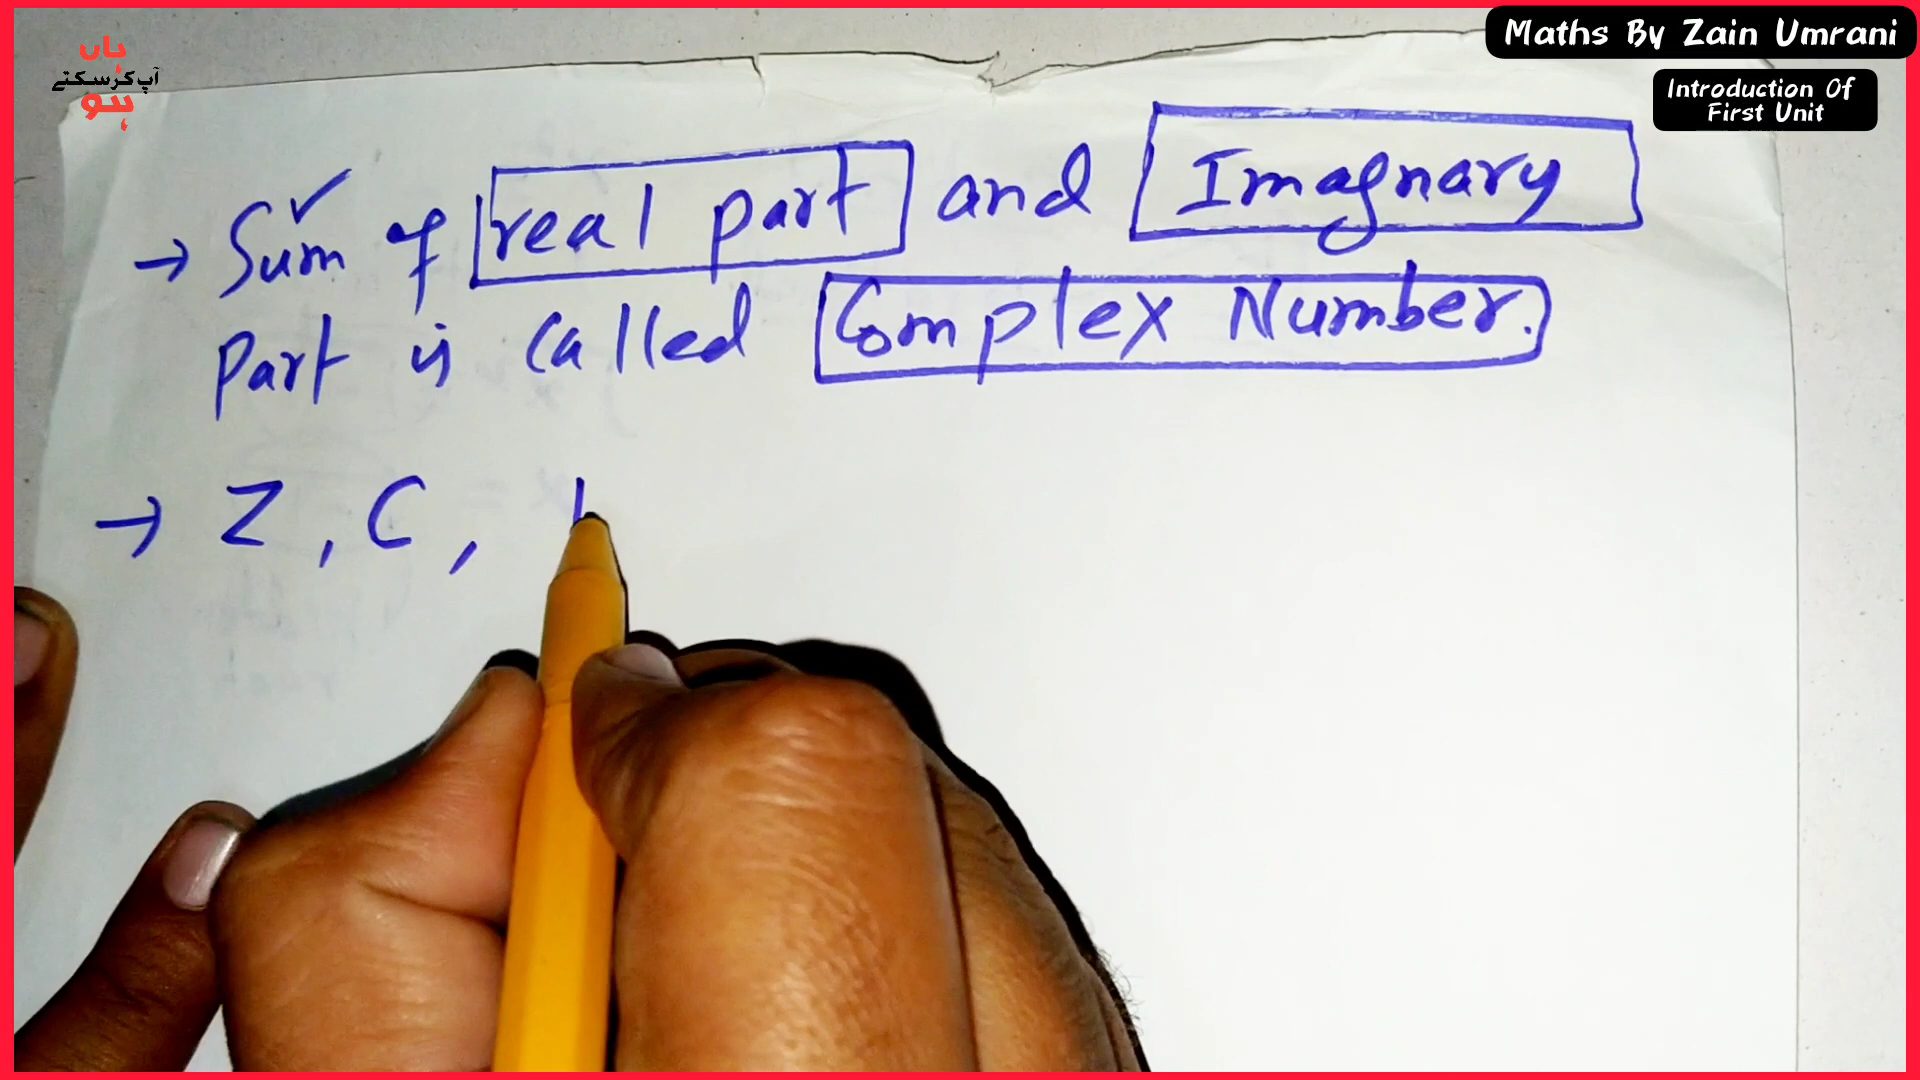 Maths By Zain Umrani
Introduction Of
First Unit
ہاں
آپ کرسکتے
ہو
→ Sum of real part and Imagnary
Part is called Complex Number.
→ Z , C ,